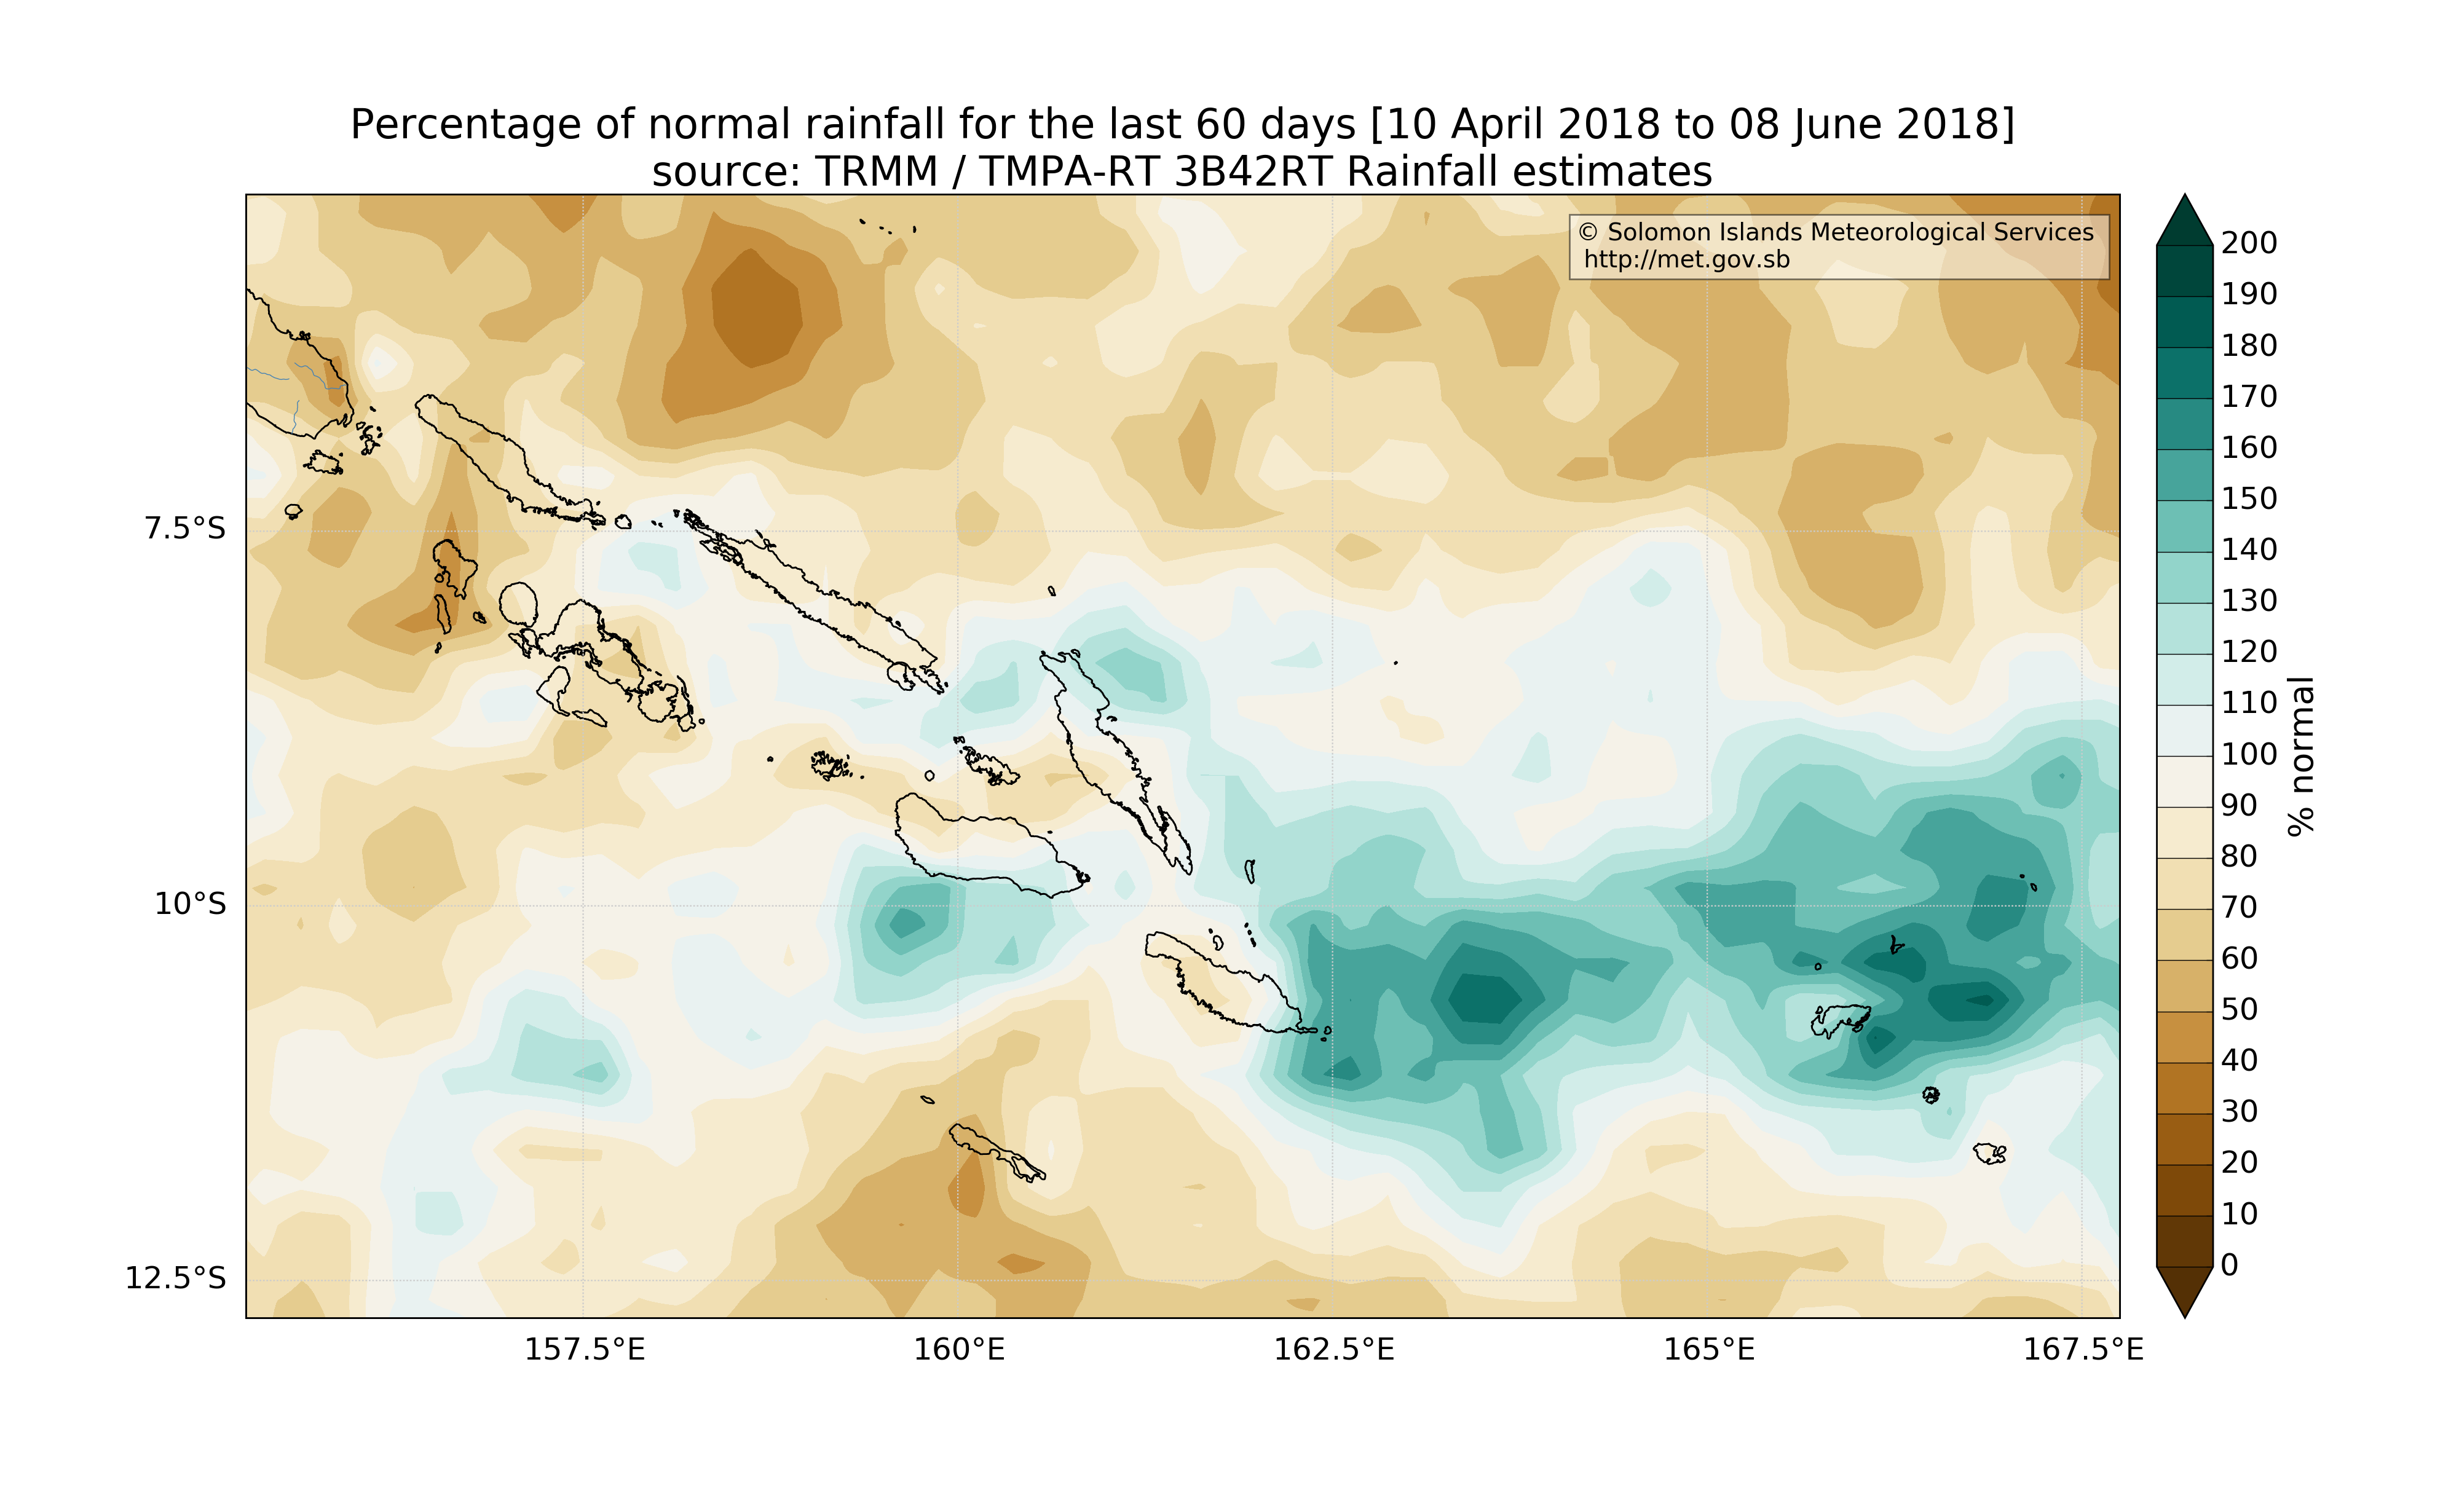 Percentage of normal rainfall for the last 60 days [10 April 2018 to 08 June 2018]
source: TRMM / TMPA-RT 3B42RT Rainfall estimates
© Solomon Islands Meteorological Services
http://met.gov.sb
7.5°S
10°S
12.5°S
157.5°E
160°E
162.5°E
165°E
167.5°E
200
190
180
170
160
150
140
130
120
110
100
90
80
70
60
50
40
30
20
10
0
% normal